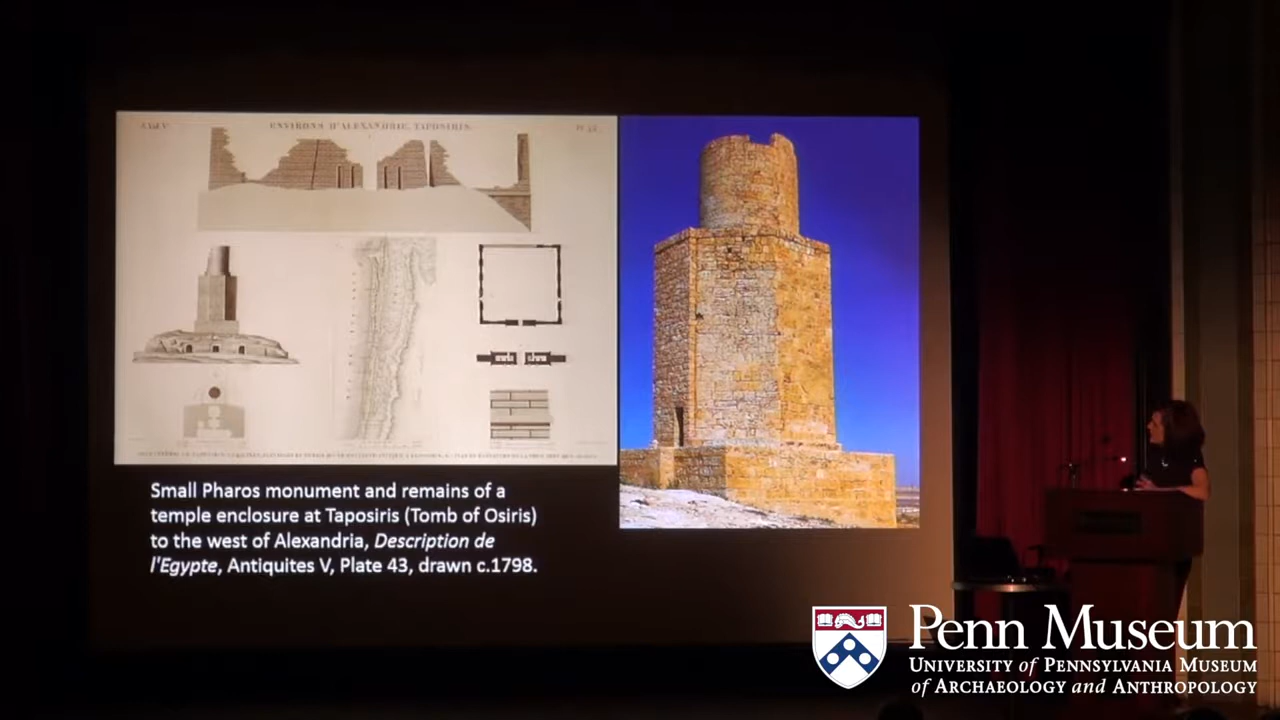 ENVIRONS D'ALEXANDRIE, TAPOSIRIS.
Small Pharos monument and remains of a
temple enclosure at Taposiris (Tomb of Osiris)
to the west of Alexandria, Description de
l'Egypte, Antiquites V, Plate 43, drawn c.1798.
Penn Museum
UNIVERSITY of PENNSYLVANIA MUSEUM
of ARCHAEOLOGY and ANTHROPOLOGY